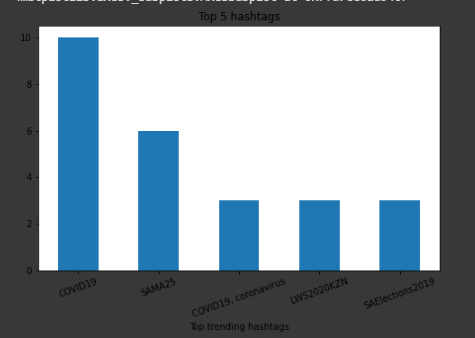 Top 5 hashtags
10
8
6
4
2
0
COVID19
SAMA25
COVID19, coronavirus
LWS2020KZN
SAElections2019
Top trending hashtags